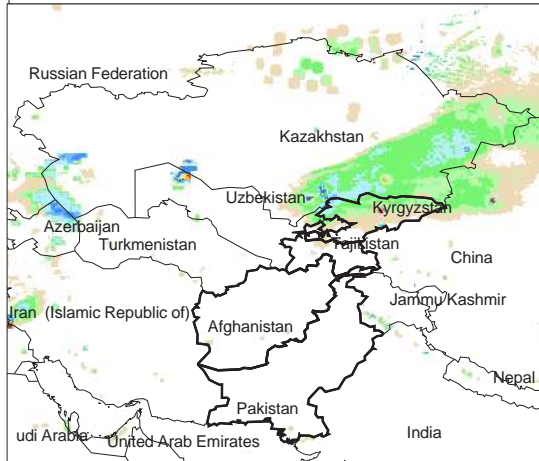 Russian Federation
Kazakhstan
Uzbekistan
Kyrgyzstan
Azerbaijan
Turkmenistan
Tajikistan
China
Jammu Kashmir
Iran (Islamic Republic of)
Afghanistan
Nepal
Pakistan
udi Arabia
United Arab Emirates
India